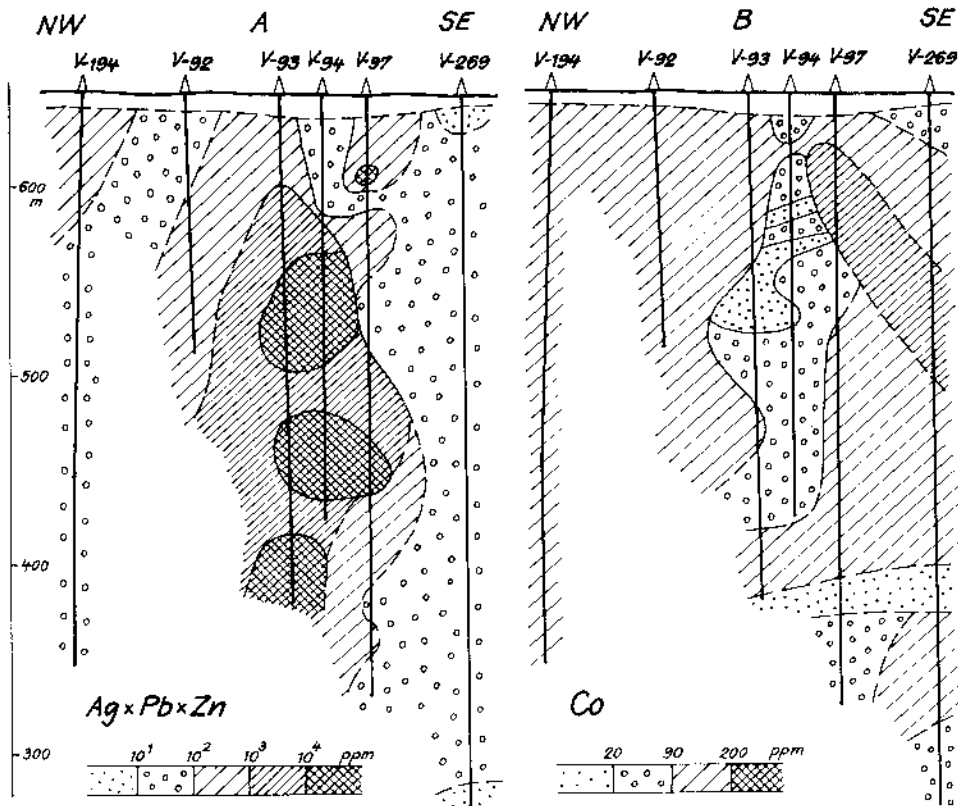 NW A SE
V-194 V-92 V-93 V-94 V-97 V-269
NW B SE
V-194 V-92 V-93 V-94 V-97 V-269
600
m
500
400
300
Ag×Pb×Zn
10¹ 10² 10³ 10⁴ ppm
Co
20 90 200 ppm